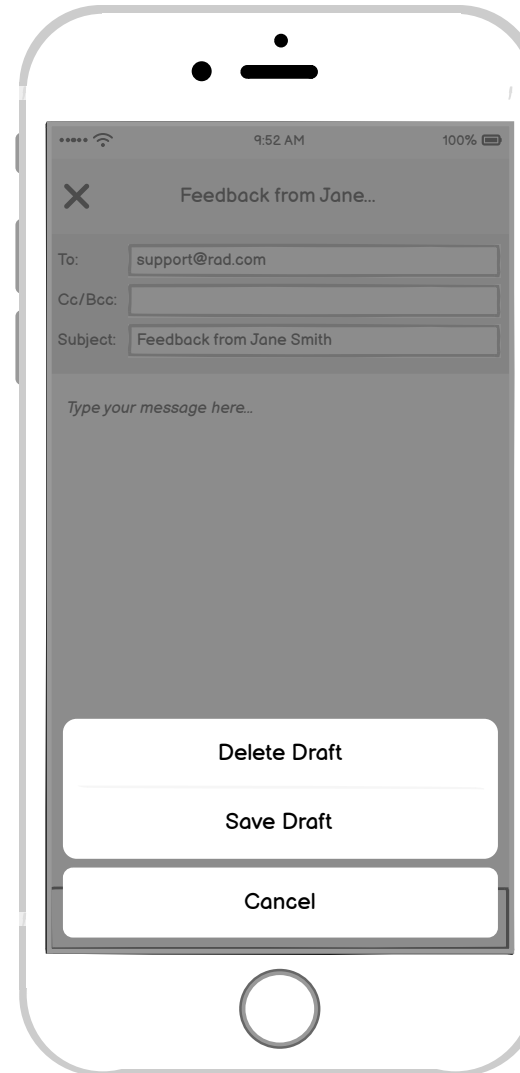 9:52 AM 100%
Feedback from Jane...
To: support@rad.com
Cc/Bcc:
Subject: Feedback from Jane Smith
Type your message here...
Delete Draft
Save Draft
Cancel